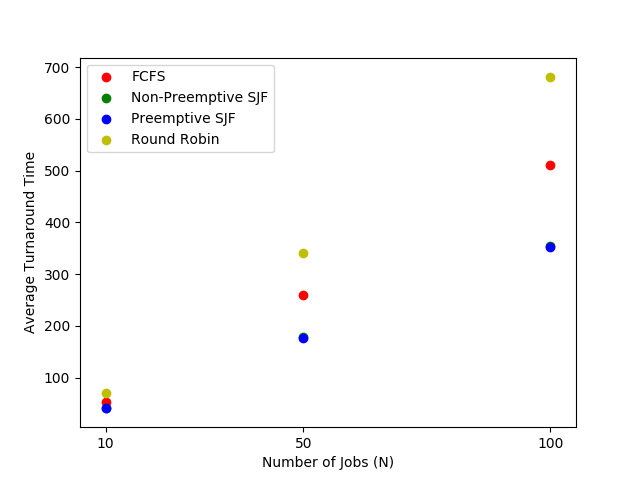 FCFS
Non-Preemptive SJF
Preemptive SJF
Round Robin
Average Turnaround Time
700
600
500
400
300
200
100
10 50 100
Number of Jobs (N)